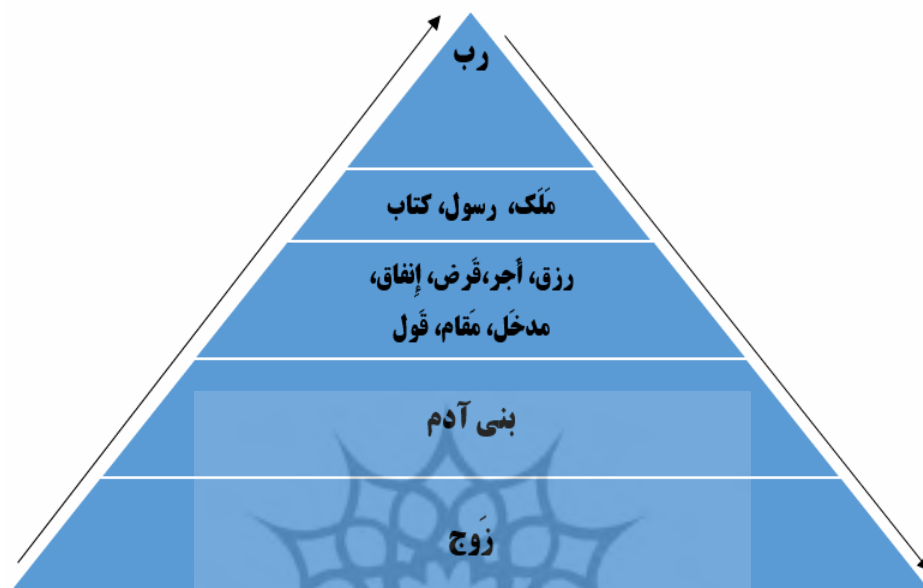 رب
مَلَک، رسول، کتاب
رزق، أجر،قَرض، إنفاق،
مدخَل، مَقام، قَول
بنی آدم
زَوج